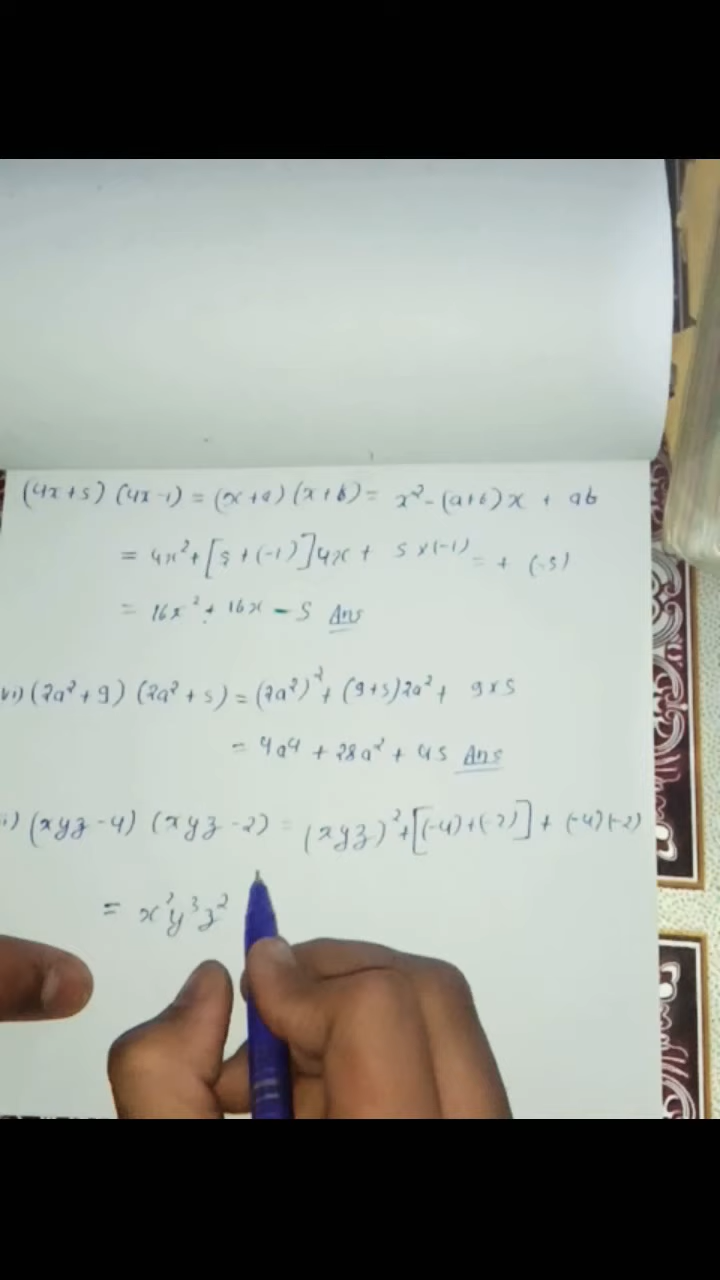 (4x+5) (4x-1) = (x+a) (x+b) = x² - (a+b)x + ab
= 4x² + [5 + (-1)] 4x + 5 × (-1) = + (-5)
= 16x² + 16x - 5 Ans
vi) (2a² + 9) (2a² + 5) = (2a²)² + (9+5) 2a² + 9 × 5
= 4a⁴ + 28a² + 45 Ans
i) (xyz - 4) (xyz - 2) = (xyz)² + [(-4) + (-2)] + (-4)(-2)
= x²y³z²